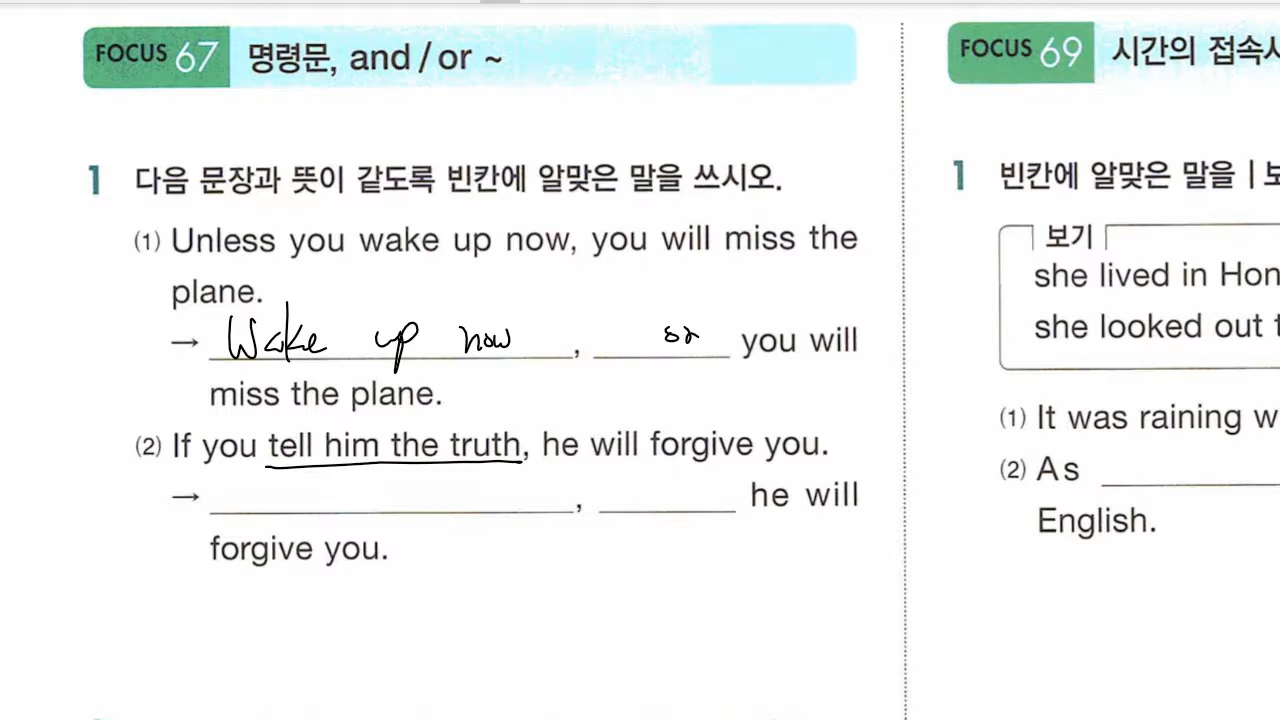 FOCUS 67 명령문, and / or ~
1 다음 문장과 뜻이 같도록 빈칸에 알맞은 말을 쓰시오.
(1) Unless you wake up now, you will miss the
plane.
→ Wake up now, or you will
miss the plane.
(2) If you tell him the truth, he will forgive you.
→ , he will
forgive you.
FOCUS 69 시간의 접속사
1 빈칸에 알맞은 말을 | 보
보기
she lived in Hon
she looked out t
(1) It was raining w
(2) As
English.